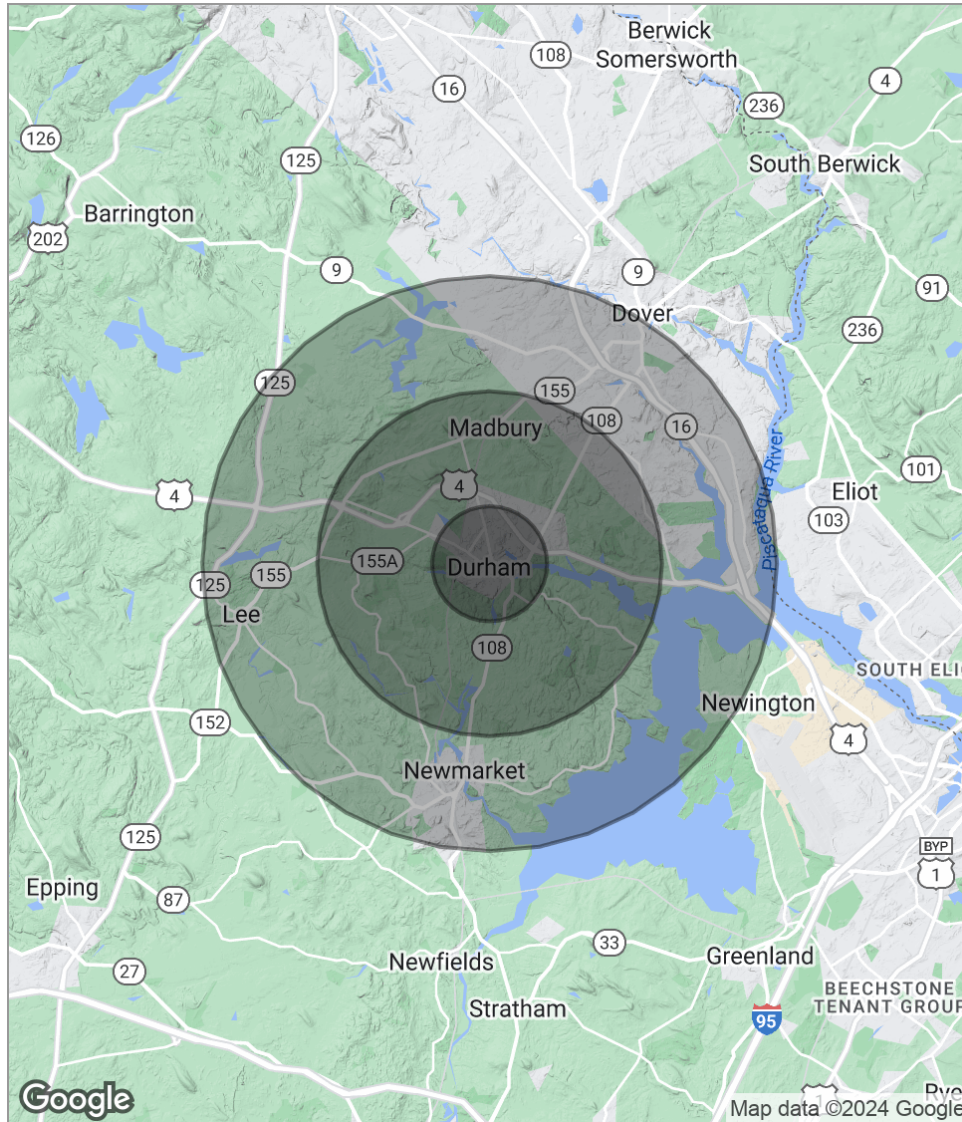 Berwick
Somersworth
108
16
4
236
126
125
South Berwick
Barrington
202
9
9
91
Dover
236
125
155
108
Madbury
16
101
4
4
Eliot
103
Piscataqua River
155A
Durham
125
155
Lee
108
SOUTH ELIO
Newington
152
4
Newmarket
125
BYP
1
Epping
87
33
Newfields
Greenland
27
BEECHSTONE
TENANT GROUP
Stratham
95
1
Rye
Google
Map data ©2024 Google